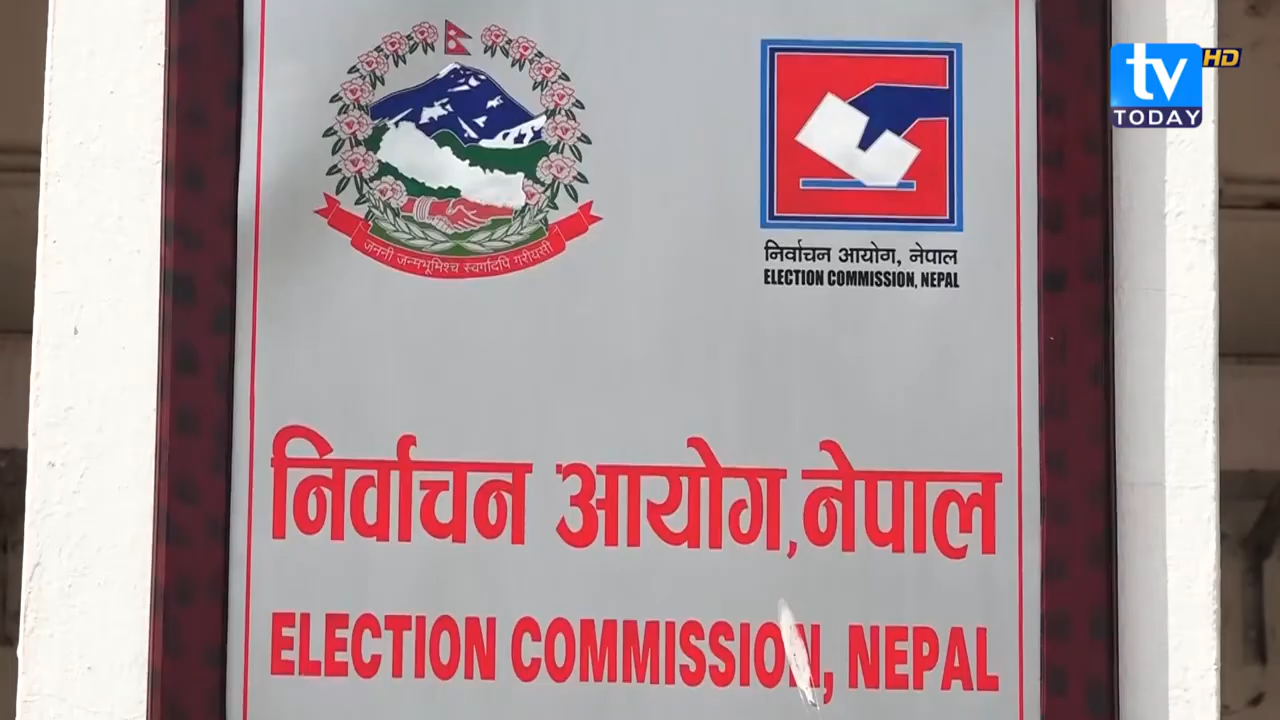 tv HD
TODAY
जननी जन्मभूमिश्च स्वर्गादपि गरीयसी
निर्वाचन आयोग, नेपाल
ELECTION COMMISSION, NEPAL
निर्वाचन आयोग, नेपाल
ELECTION COMMISSION, NEPAL